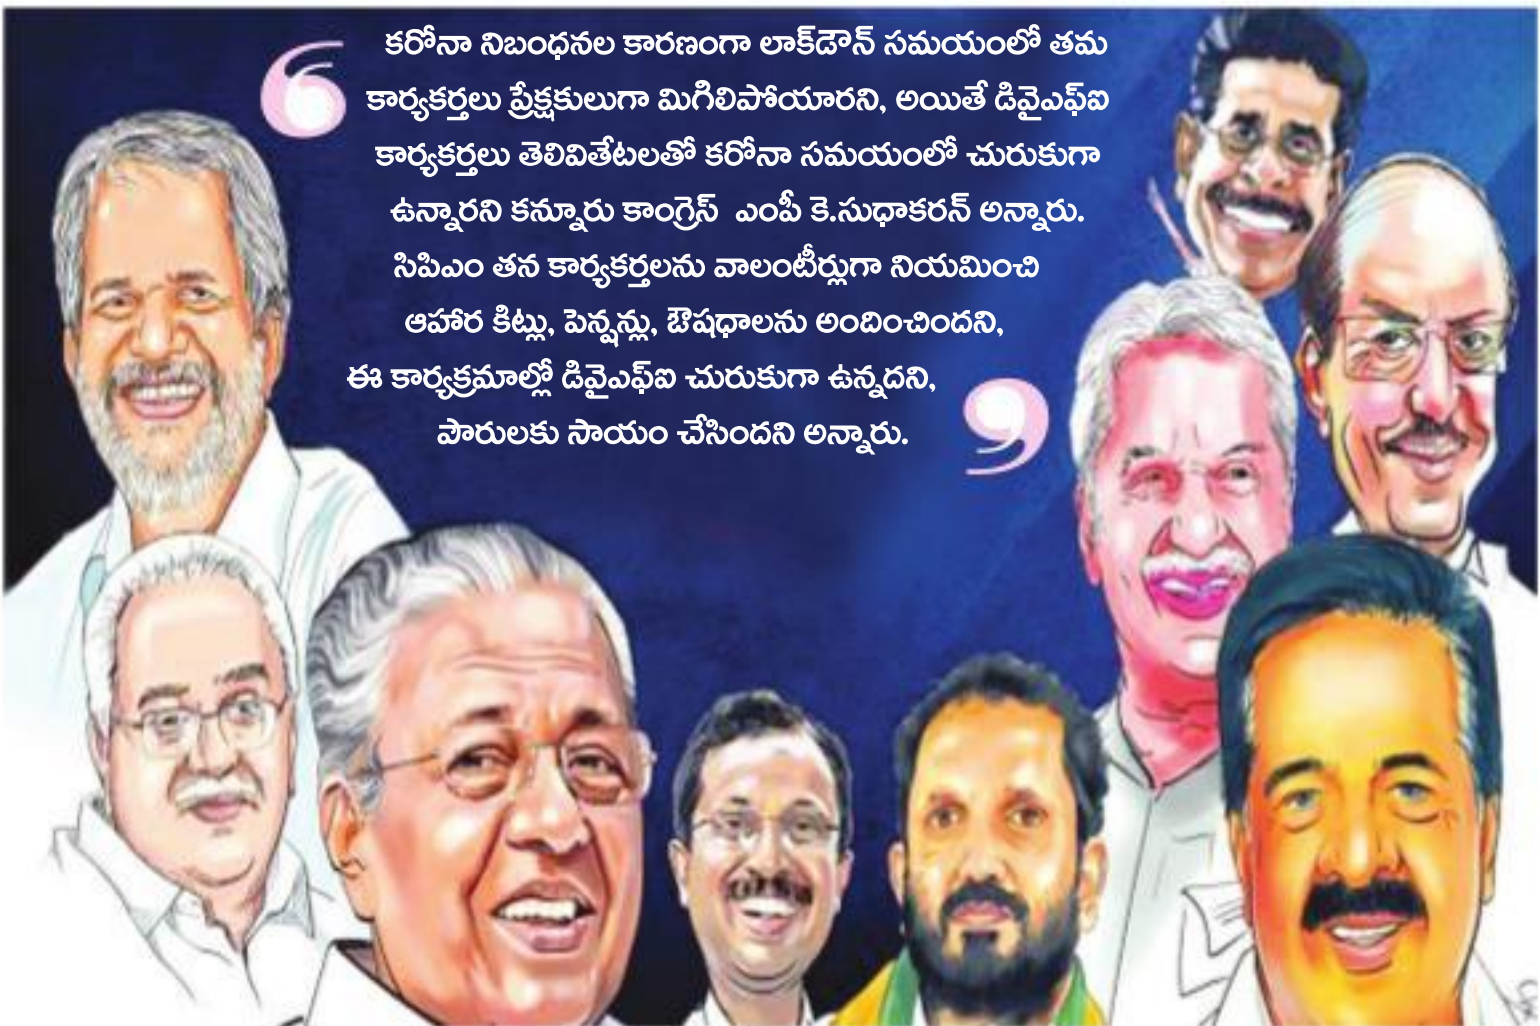 కరోనా నిబంధనల కారణంగా లాక్‌డౌన్ సమయంలో తమ
కార్యకర్తలు ప్రేక్షకులుగా మిగిలిపోయారని, అయితే డివైఎఫ్ఐ
కార్యకర్తలు తెలివితేటలతో కరోనా సమయంలో చురుకుగా
ఉన్నారని కన్నూరు కాంగ్రెస్ ఎంపీ కె.సుధాకరన్ అన్నారు.
సిపిఎం తన కార్యకర్తలను వాలంటీర్లుగా నియమించి
ఆహార కిట్లు, పెన్షన్లు, ఔషధాలను అందించిందని,
ఈ కార్యక్రమాల్లో డివైఎఫ్ఐ చురుకుగా ఉన్నదని,
పౌరులకు సాయం చేసిందని అన్నారు.